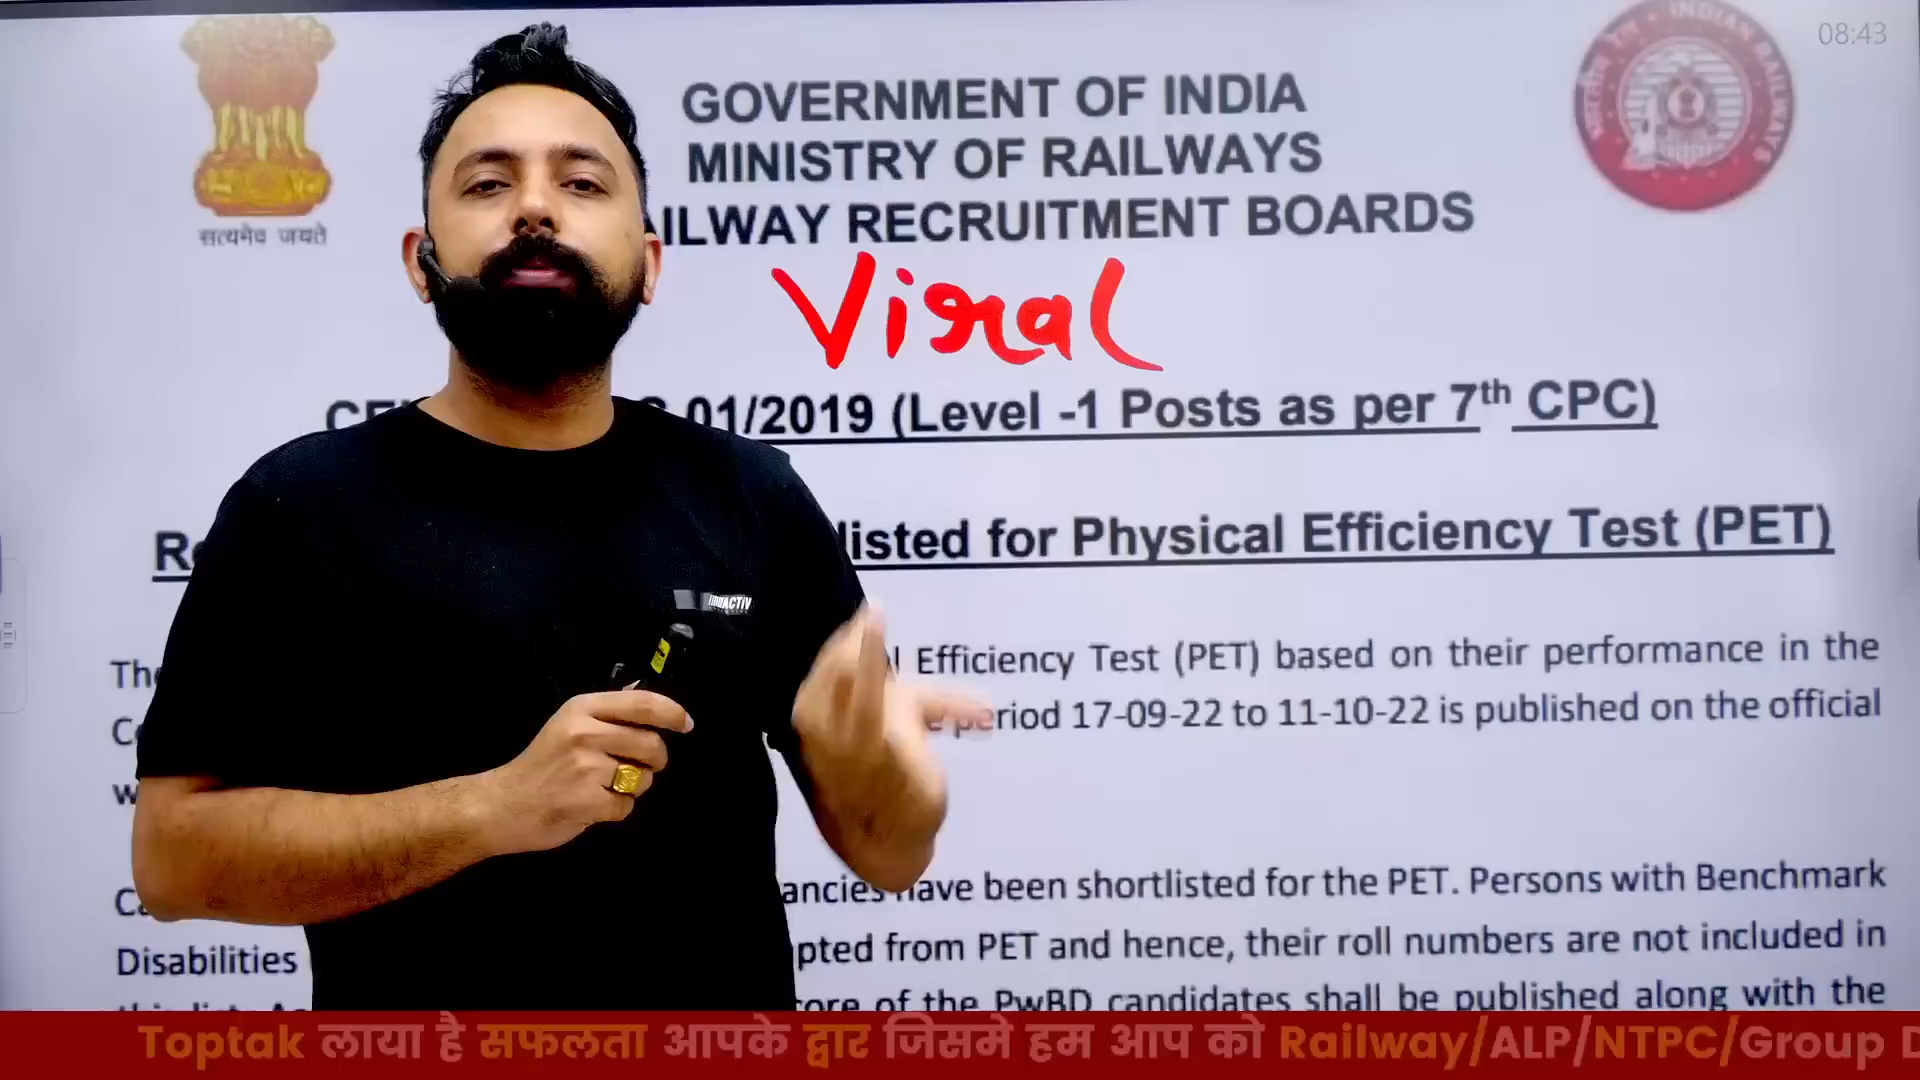 08:43
INDIAN RAILWAYS
सत्यमेव जयते
GOVERNMENT OF INDIA
MINISTRY OF RAILWAYS
AILWAY RECRUITMENT BOARDS
Viral
01/2019 (Level -1 Posts as per 7th CPC)
listed for Physical Efficiency Test (PET)
Efficiency Test (PET) based on their performance in the
period 17-09-22 to 11-10-22 is published on the official
ancies have been shortlisted for the PET. Persons with Benchmark
Disabilities pted from PET and hence, their roll numbers are not included in
core of the PwBD candidates shall be published along with the
Toptak लाया है सफलता आपके द्वार जिसमे हम आप को Railway/ALP/NTPC/Group D